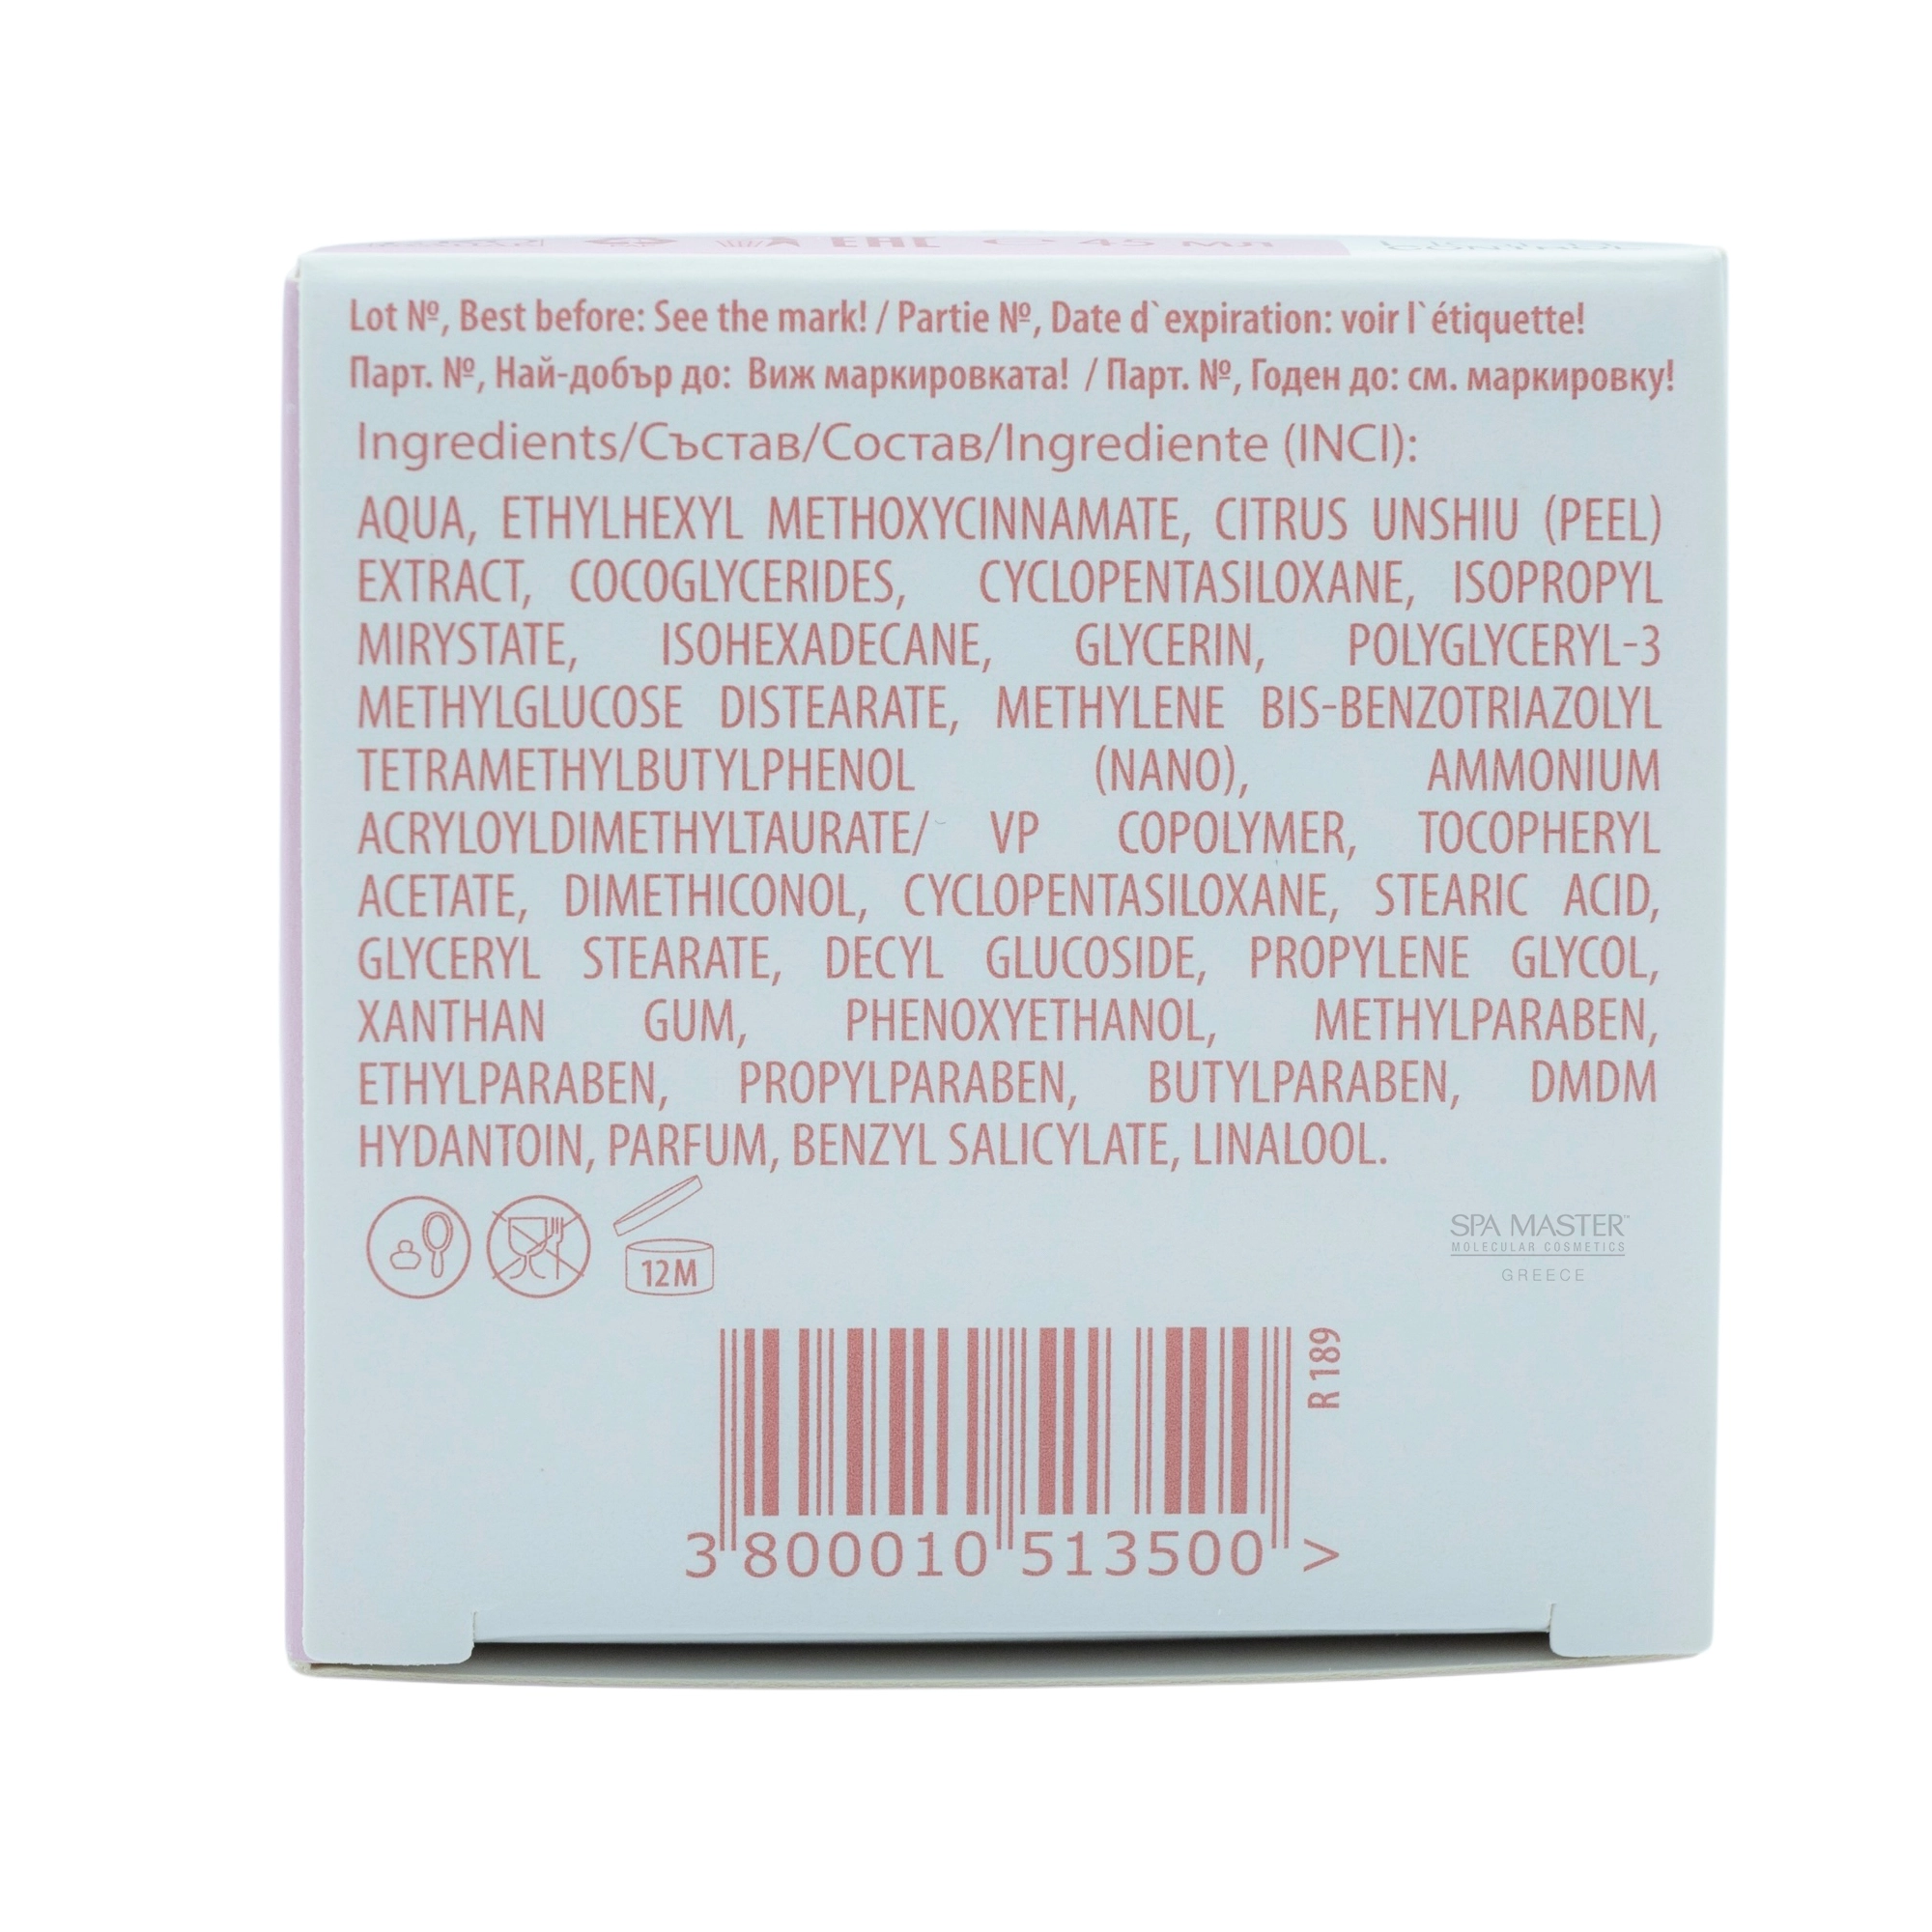 EAC 45 МЛ
Lot №, Best before: See the mark! / Partie №, Date d`expiration: voir l`étiquette!
Парт. №, Най-добър до: Виж маркировката! / Парт. №, Годен до: см. маркировку!
Ingredients/Състав/Состав/Ingrediente (INCI):
AQUA, ETHYLHEXYL METHOXYCINNAMATE, CITRUS UNSHIU (PEEL)
EXTRACT, COCOGLYCERIDES, CYCLOPENTASILOXANE, ISOPROPYL
MIRYSTATE, ISOHEXADECANE, GLYCERIN, POLYGLYCERYL-3
METHYLGLUCOSE DISTEARATE, METHYLENE BIS-BENZOTRIAZOLYL
TETRAMETHYLBUTYLPHENOL (NANO), AMMONIUM
ACRYLOYLDIMETHYLTAURATE/ VP COPOLYMER, TOCOPHERYL
ACETATE, DIMETHICONOL, CYCLOPENTASILOXANE, STEARIC ACID,
GLYCERYL STEARATE, DECYL GLUCOSIDE, PROPYLENE GLYCOL,
XANTHAN GUM, PHENOXYETHANOL, METHYLPARABEN,
ETHYLPARABEN, PROPYLPARABEN, BUTYLPARABEN, DMDM
HYDANTOIN, PARFUM, BENZYL SALICYLATE, LINALOOL.
12M
SPA MASTER™
MOLECULAR COSMETICS
GREECE
R 189
3 800010 513500 >